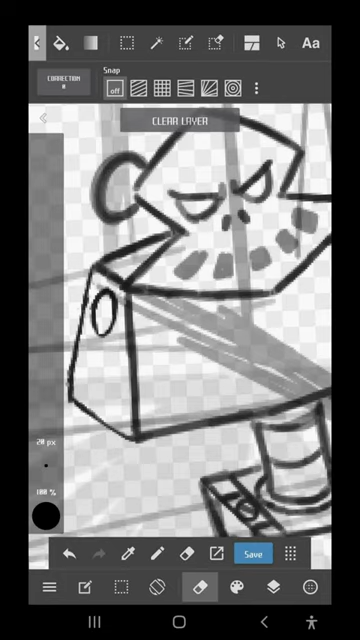 Aa
CORRECTION
Snap
off
CLEAR LAYER
20 px
100 %
Save